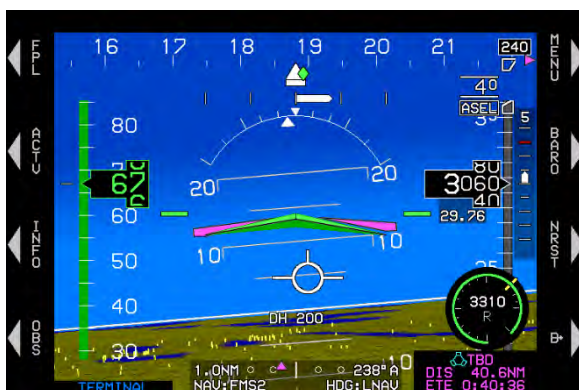 FPL
ACTV
INFO
OBS
MENU
BARO
NRST
16 17 18 19 20 21
240
40
ASEL
80
67
60
50
40
30
5
3060
80
40
29.76
20 20
10 10
DH 200
3310
R
TBD
DIS 40.6NM
ETE 0:40:36
1.0NM 238°A
NAV:FMS2 HDG:LNAV
TERMINAL